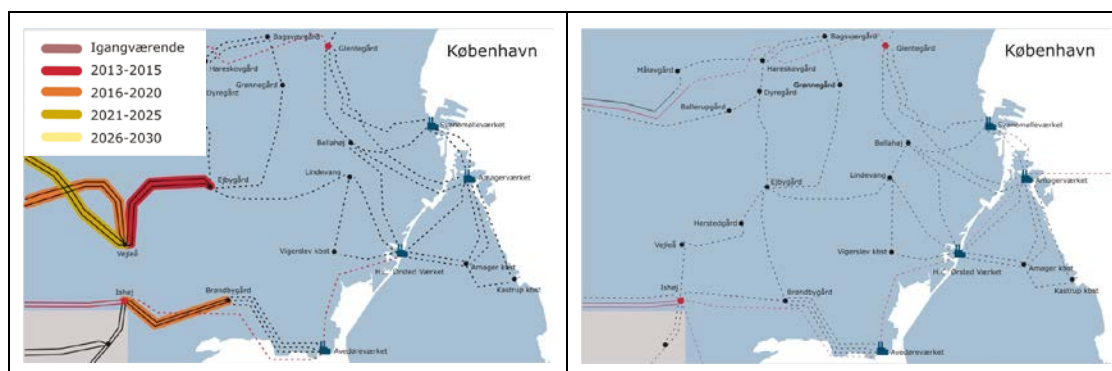 Igangværende
2013-2015
2016-2020
2021-2025
2026-2030
Bagsværgård
Glentegård
København
Hareskovgård
Grønnegård
Dyregård
Svanemølleværket
Bellahøj
Lindevang
Amagerværket
Ejbygård
Vejleå
Vigerslev kbst
H.C. Ørsted Værket
Amager kbst
Kastrup kbst
Ishøj
Brøndbygård
Avedøreværket
Bagsværgård
Glentegård
København
Måløvgård
Hareskovgård
Grønnegård
Dyregård
Ballerupgård
Svanemølleværket
Bellahøj
Lindevang
Amagerværket
Ejbygård
Herstedgård
Vejleå
Vigerslev kbst
H.C. Ørsted Værket
Amager kbst
Kastrup kbst
Ishøj
Brøndbygård
Avedøreværket